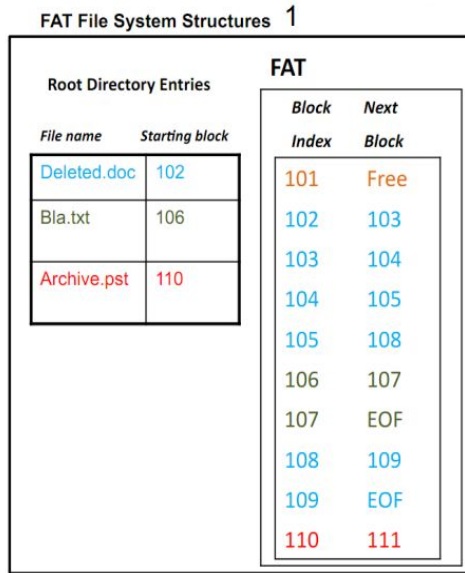 FAT File System Structures 1
Root Directory Entries
File name Starting block
Deleted.doc 102
Bla.txt 106
Archive.pst 110
FAT
Block Next
Index Block
101 Free
102 103
103 104
104 105
105 108
106 107
107 EOF
108 109
109 EOF
110 111